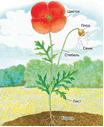 Цветок
Плод
Семя
Стебель
Лист
Корень